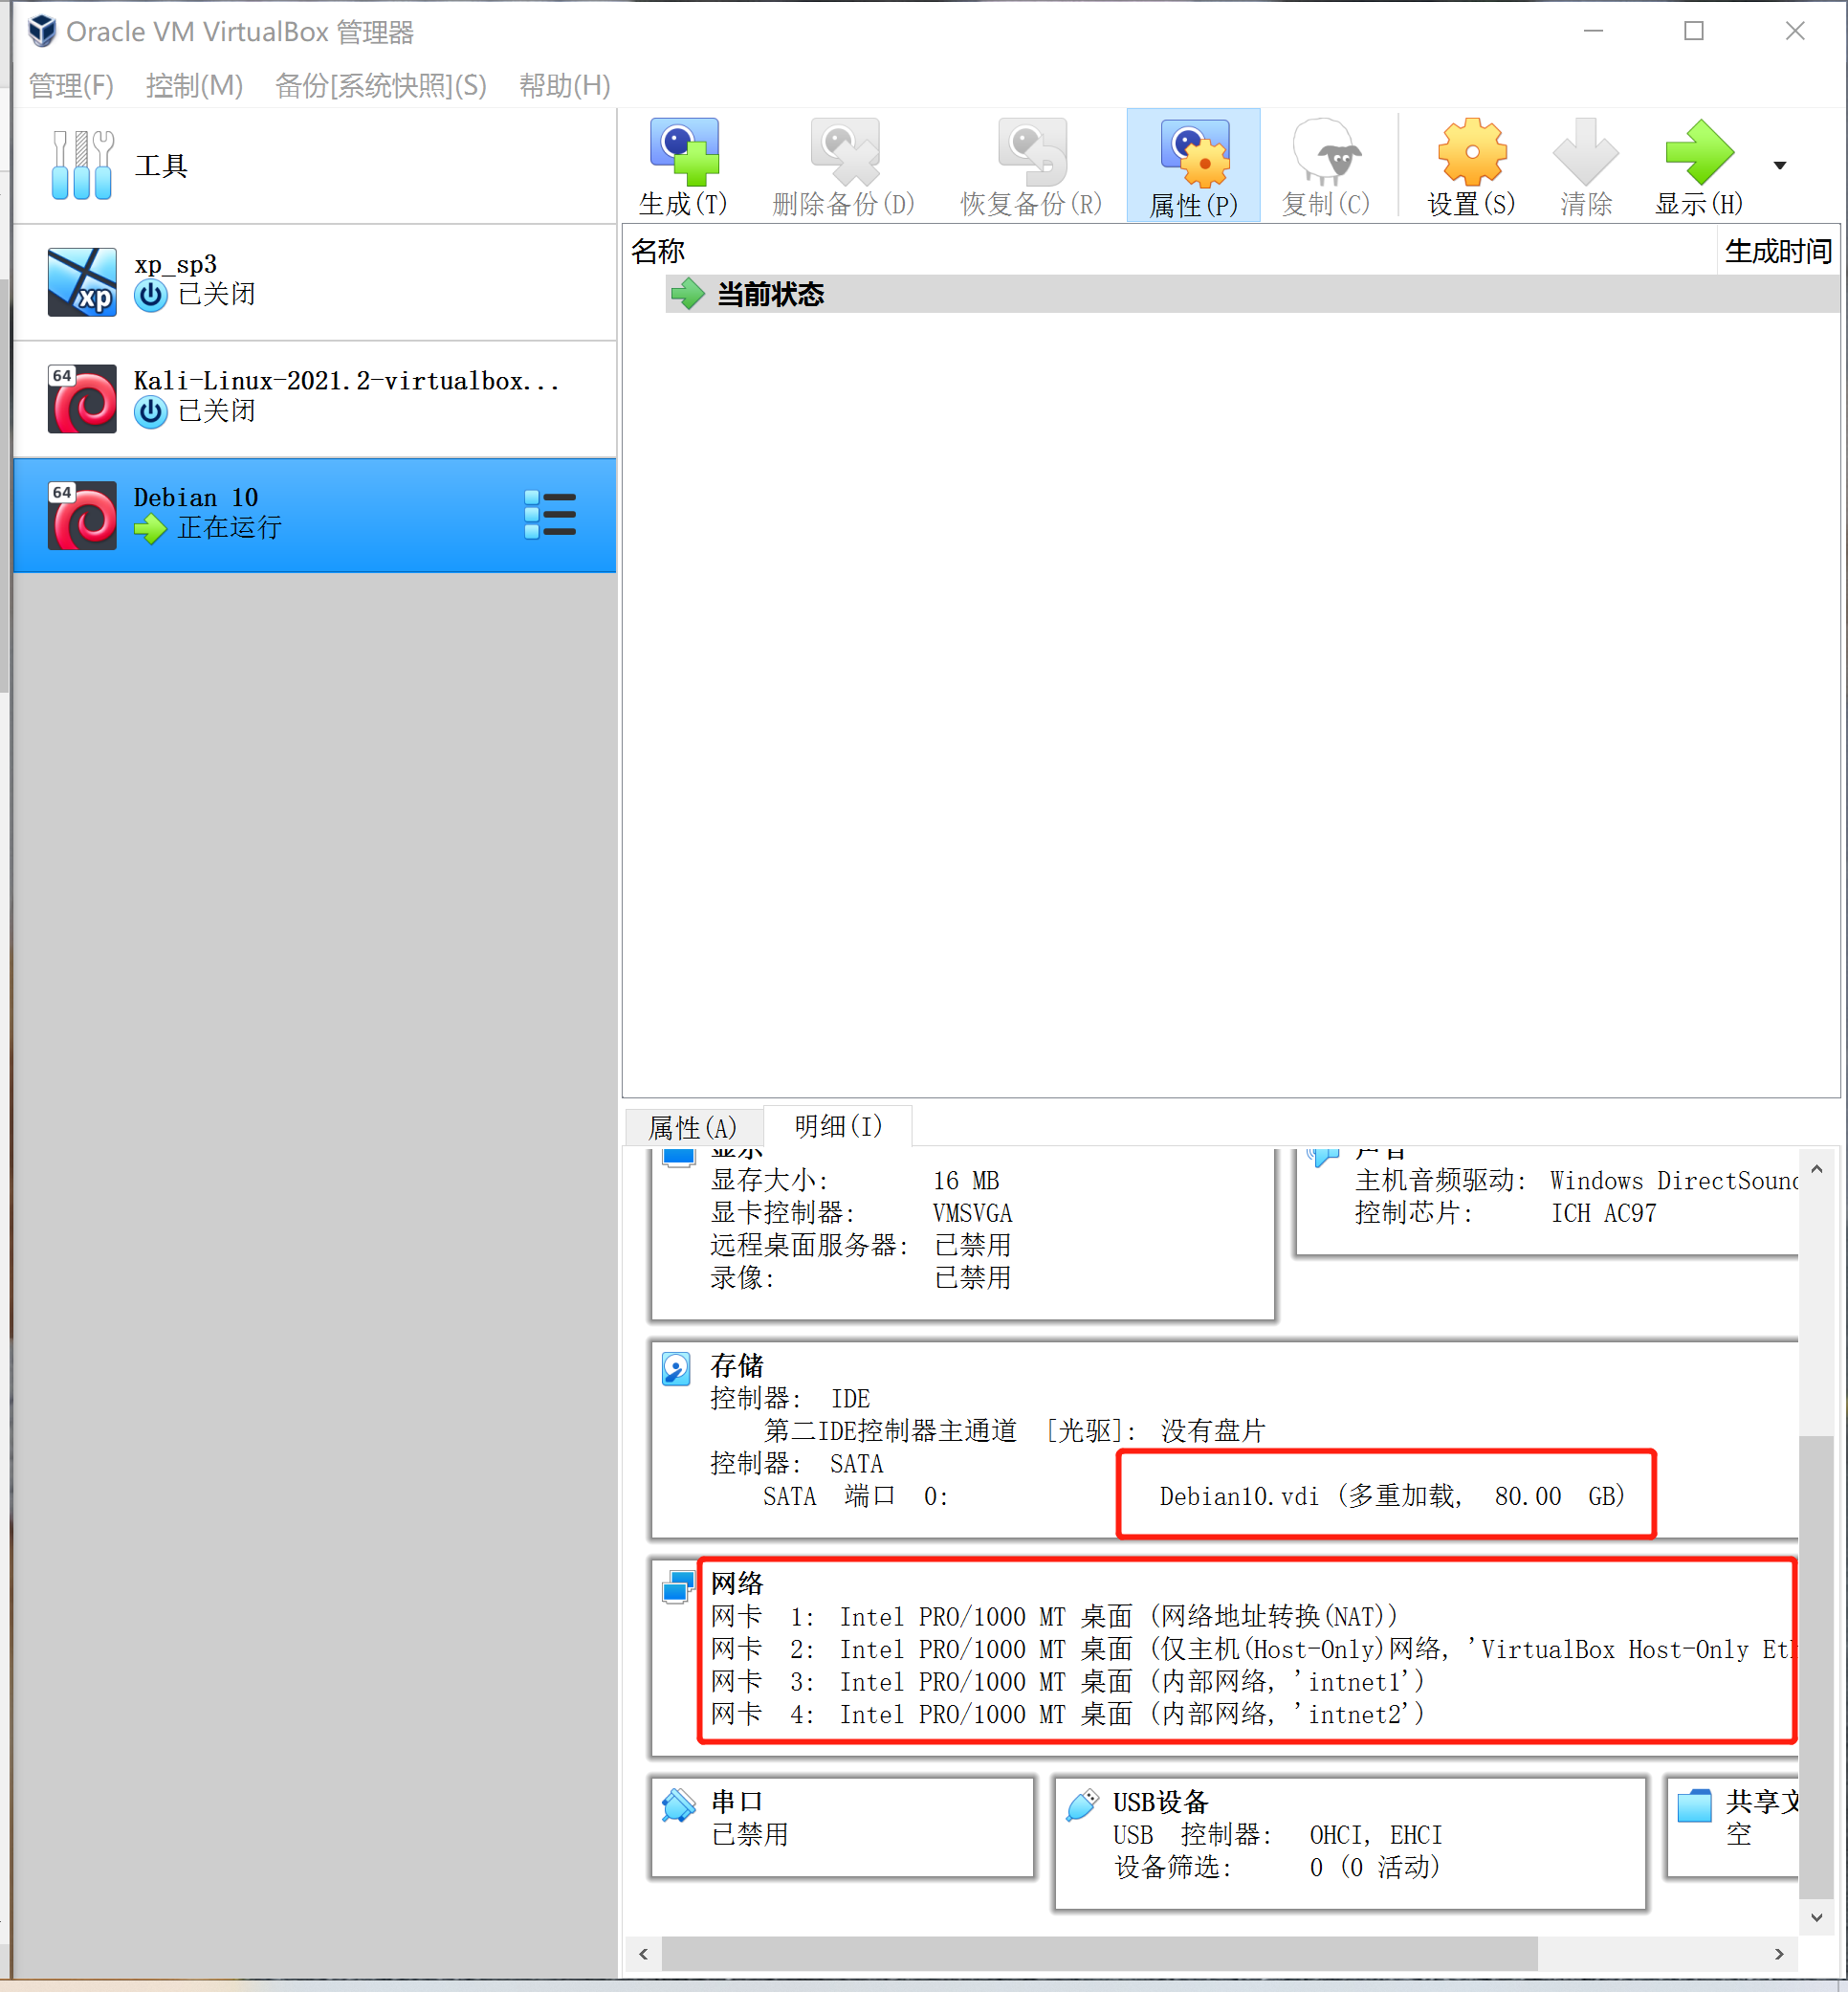 Oracle VM VirtualBox 管理器
管理(F) 控制(M) 备份[系统快照](S) 帮助(H)
工具
生成(T) 删除备份(D) 恢复备份(R) 属性(P) 复制(C) 设置(S) 清除 显示(H)
xp_sp3
xp
已关闭
64
Kali-Linux-2021.2-virtualbox...
已关闭
64
Debian 10
正在运行
名称 生成时间
当前状态
属性(A) 明细(I)
显示
显存大小: 16 MB
显卡控制器: VMSVGA
远程桌面服务器: 已禁用
录像: 已禁用
声音
主机音频驱动: Windows DirectSound
控制芯片: ICH AC97
存储
控制器: IDE
第二IDE控制器主通道 [光驱]: 没有盘片
控制器: SATA
SATA 端口 0: Debian10.vdi (多重加载, 80.00 GB)
网络
网卡 1: Intel PRO/1000 MT 桌面 (网络地址转换(NAT))
网卡 2: Intel PRO/1000 MT 桌面 (仅主机(Host-Only)网络, 'VirtualBox Host-Only Eth
网卡 3: Intel PRO/1000 MT 桌面 (内部网络, 'intnet1')
网卡 4: Intel PRO/1000 MT 桌面 (内部网络, 'intnet2')
串口
已禁用
USB设备
USB 控制器: OHCI, EHCI
设备筛选: 0 (0 活动)
共享文
空